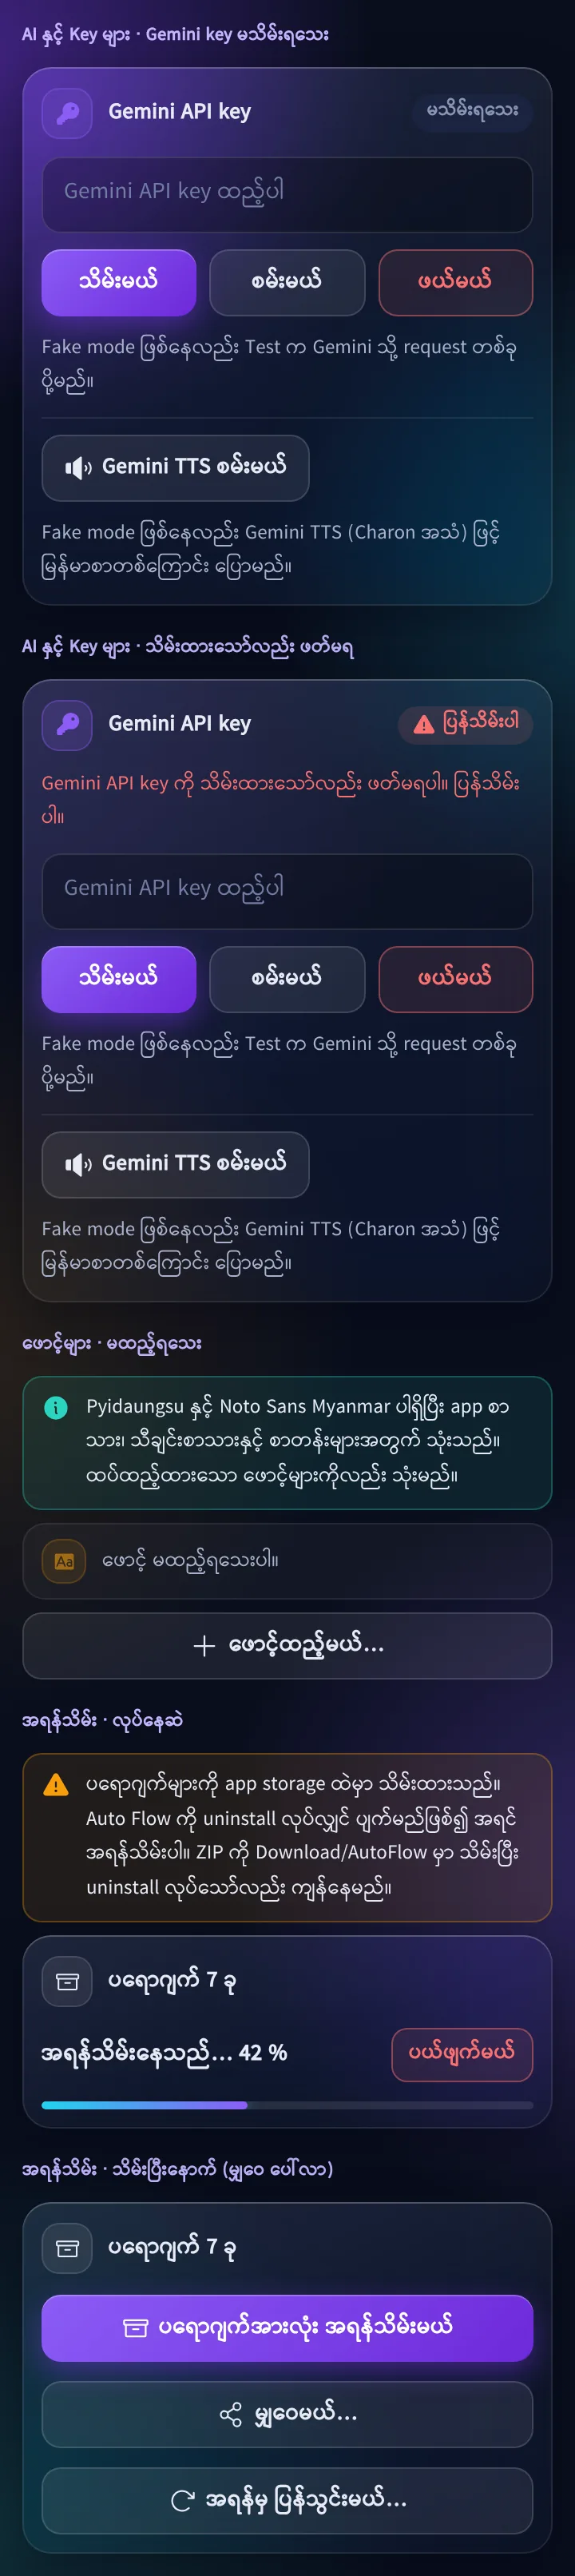 AI နှင့် Key များ · Gemini key မသိမ်းရသေး
Gemini API key
မသိမ်းရသေး
Gemini API key ထည့်ပါ
သိမ်းမယ်
စမ်းမယ်
ဖယ်မယ်
Fake mode ဖြစ်နေလည်း Test က Gemini သို့ request တစ်ခု
ပို့မည်။
Gemini TTS စမ်းမယ်
Fake mode ဖြစ်နေလည်း Gemini TTS (Charon အသံ) ဖြင့်
မြန်မာစာတစ်ကြောင်း ပြောမည်။
AI နှင့် Key များ · သိမ်းထားသော်လည်း ဖတ်မရ
Gemini API key
ပြန်သိမ်းပါ
Gemini API key ကို သိမ်းထားသော်လည်း ဖတ်မရပါ။ ပြန်သိမ်း
ပါ။
Gemini API key ထည့်ပါ
သိမ်းမယ်
စမ်းမယ်
ဖယ်မယ်
Fake mode ဖြစ်နေလည်း Test က Gemini သို့ request တစ်ခု
ပို့မည်။
Gemini TTS စမ်းမယ်
Fake mode ဖြစ်နေလည်း Gemini TTS (Charon အသံ) ဖြင့်
မြန်မာစာတစ်ကြောင်း ပြောမည်။
ဖောင့်များ · မထည့်ရသေး
Pyidaungsu နှင့် Noto Sans Myanmar ပါရှိပြီး app စာ
သား၊ သီချင်းစာသားနှင့် စာတန်းများအတွက် သုံးသည်။
ထပ်ထည့်ထားသော ဖောင့်များကိုလည်း သုံးမည်။
Aa
ဖောင့် မထည့်ရသေးပါ။
ဖောင့်ထည့်မယ်…
အရန်သိမ်း · လုပ်နေဆဲ
ပရောဂျက်များကို app storage ထဲမှာ သိမ်းထားသည်။
Auto Flow ကို uninstall လုပ်လျှင် ပျက်မည်ဖြစ်၍ အရင်
အရန်သိမ်းပါ။ ZIP ကို Download/AutoFlow မှာ သိမ်းပြီး
uninstall လုပ်သော်လည်း ကျန်နေမည်။
ပရောဂျက် 7 ခု
အရန်သိမ်းနေသည်… 42 %
ပယ်ဖျက်မယ်
အရန်သိမ်း · သိမ်းပြီးနောက် (မျှဝေ ပေါ်လာ)
ပရောဂျက် 7 ခု
ပရောဂျက်အားလုံး အရန်သိမ်းမယ်
မျှဝေမယ်…
အရန်မှ ပြန်သွင်းမယ်…